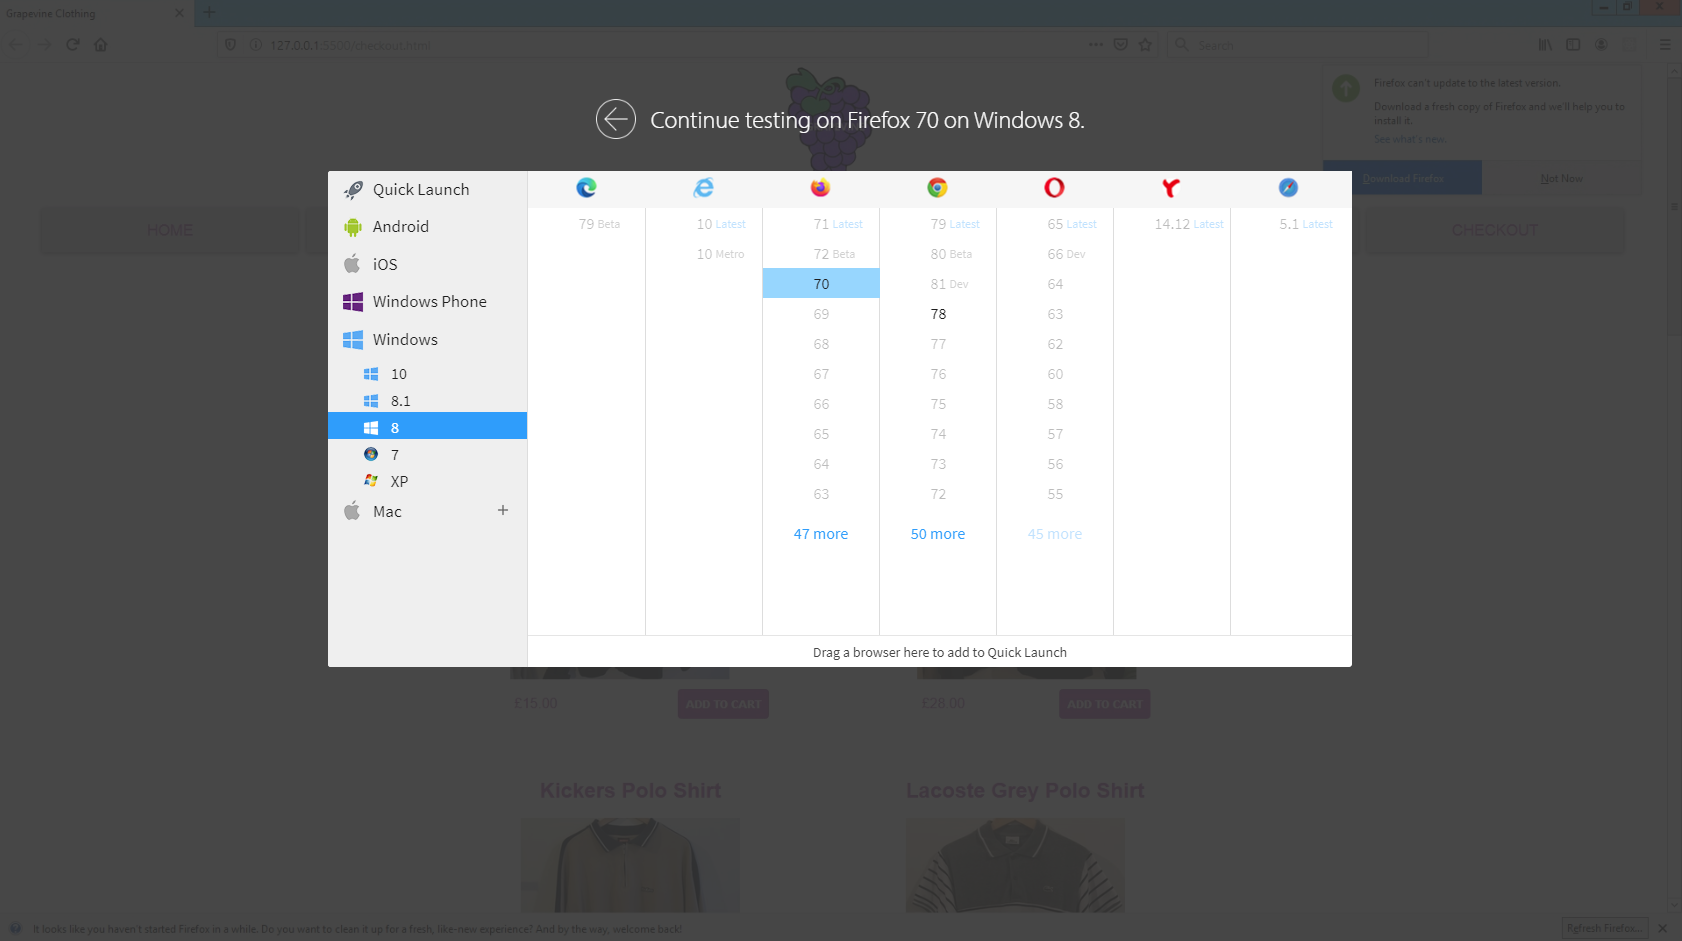 Grapevine Clothing
127.0.0.1:5500/checkout.html
Search
Firefox can't update to the latest version.
Download a fresh copy of Firefox and we'll help you to
install it.
See what's new.
Download Firefox
Not Now
Continue testing on Firefox 70 on Windows 8.
HOME
CHECKOUT
Quick Launch
Android
iOS
Windows Phone
Windows
10
8.1
8
7
XP
Mac
79 Beta
10 Latest
10 Metro
71 Latest
72 Beta
70
69
68
67
66
65
64
63
47 more
79 Latest
80 Beta
81 Dev
78
77
76
75
74
73
72
50 more
65 Latest
66 Dev
64
63
62
60
58
57
56
55
45 more
14.12 Latest
5.1 Latest
Drag a browser here to add to Quick Launch
£15.00
ADD TO CART
£28.00
ADD TO CART
Kickers Polo Shirt
Lacoste Grey Polo Shirt
It looks like you haven't started Firefox in a while. Do you want to clean it up for a fresh, like-new experience? And by the way, welcome back!
Refresh Firefox...